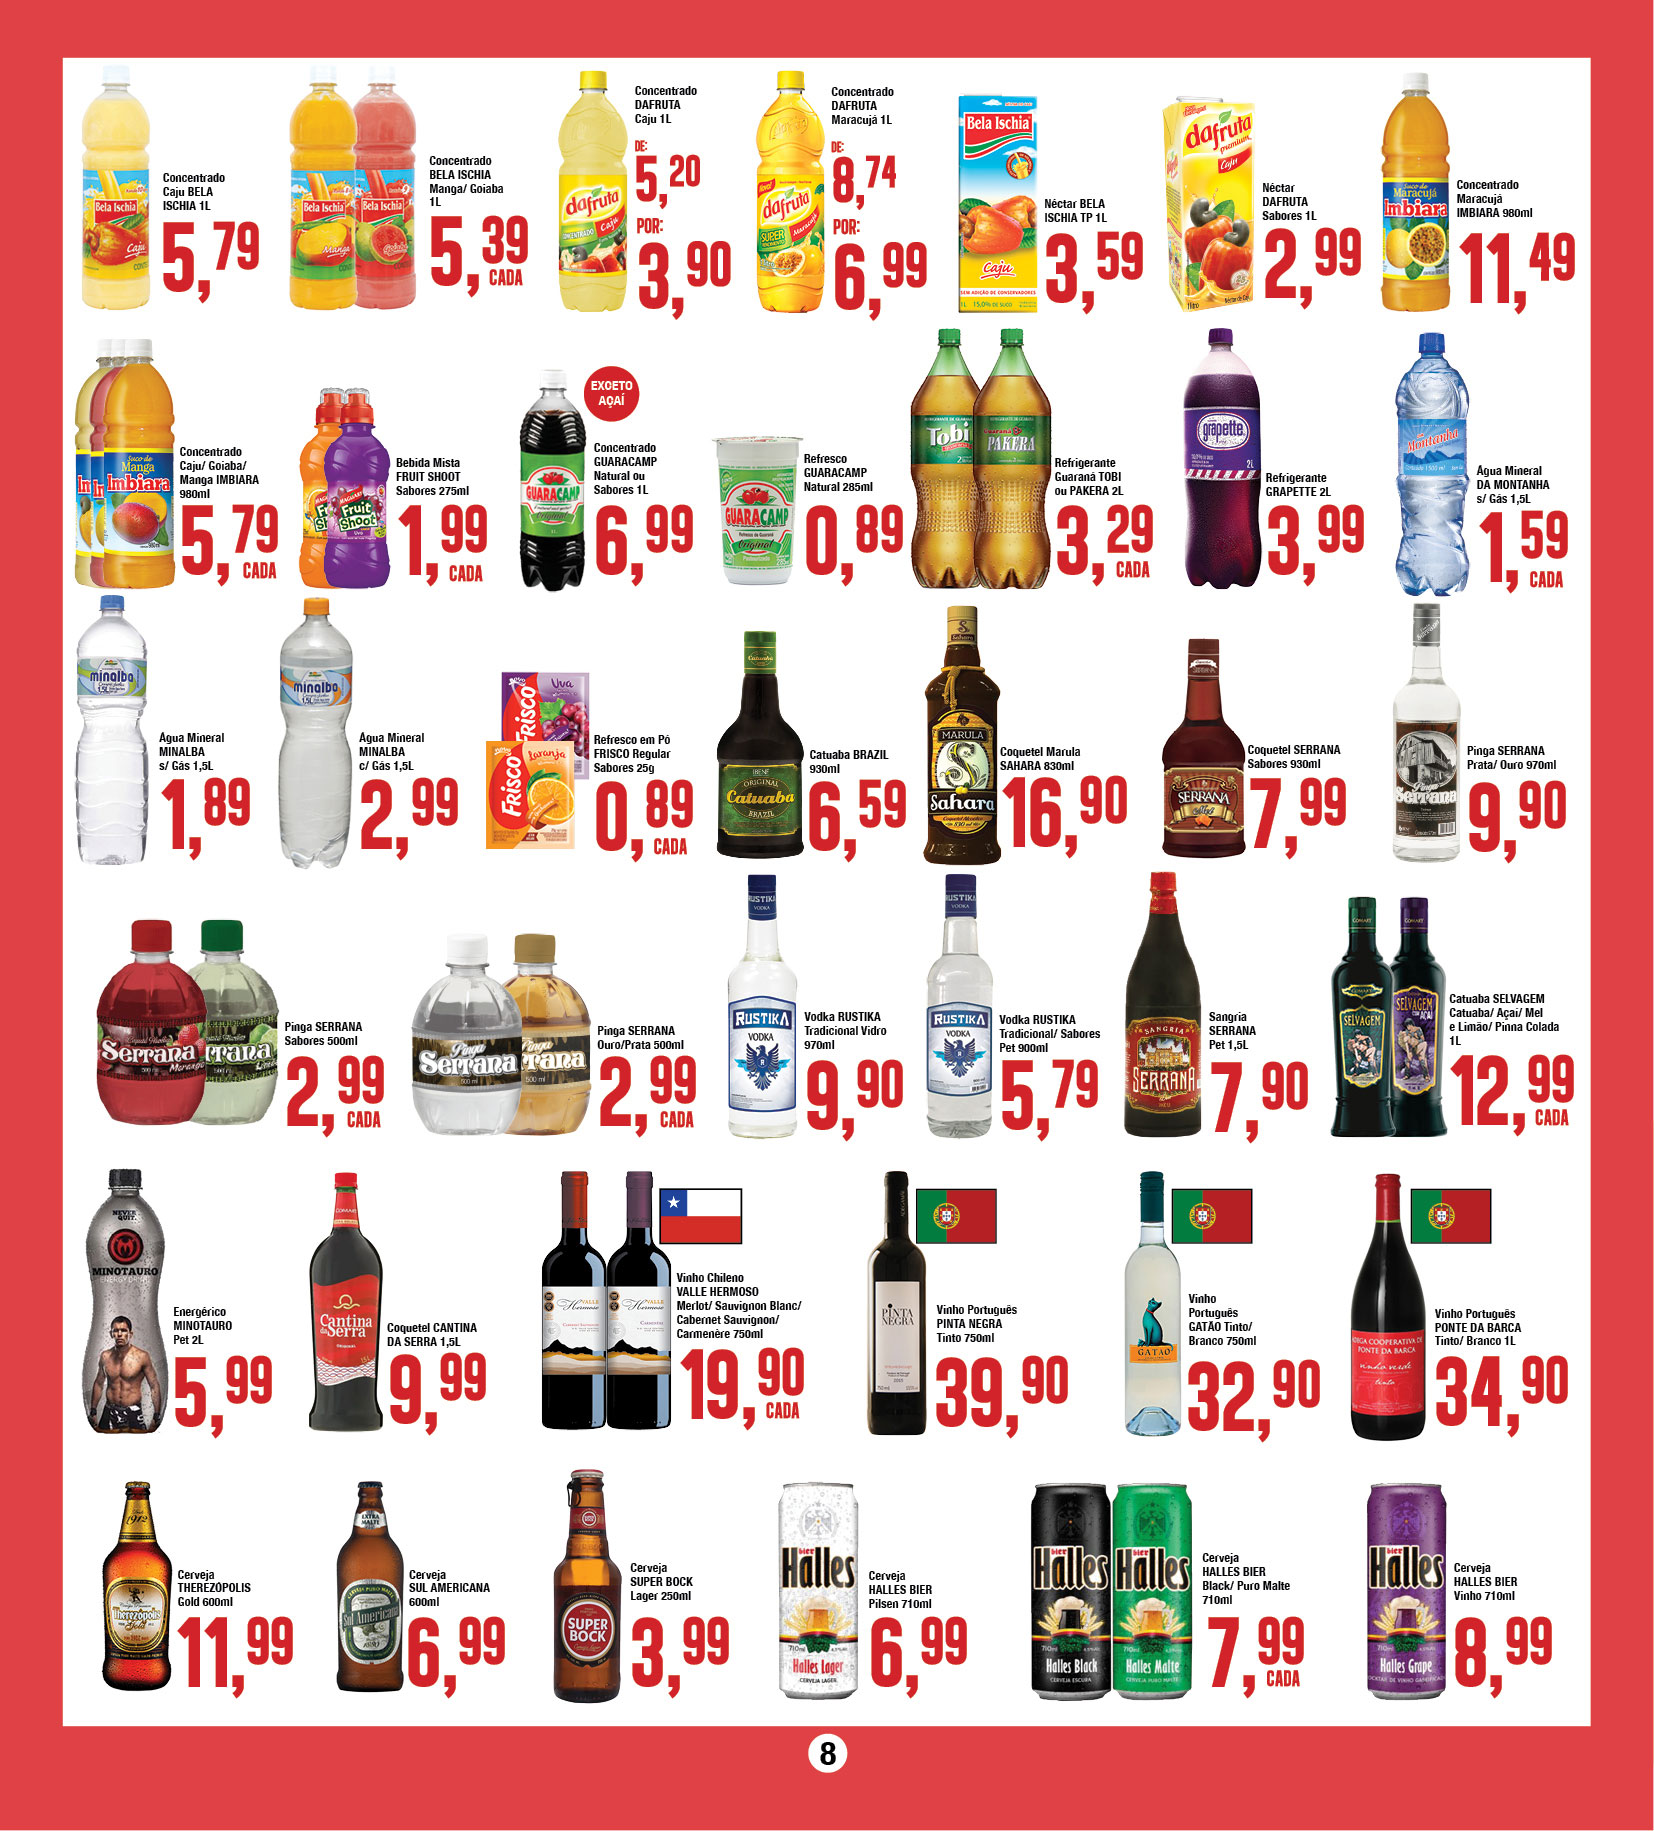 Concentrado
Caju BELA
ISCHIA 1L
5,79
Concentrado
BELA ISCHIA
Manga/ Goiaba
1L
5,39
CADA
Concentrado
DAFRUTA
Caju 1L
DE:
5,20
POR:
3,90
Concentrado
DAFRUTA
Maracujá 1L
DE:
8,74
POR:
6,99
Néctar BELA
ISCHIA TP 1L
3,59
Néctar
DAFRUTA
Sabores 1L
2,99
Concentrado
Maracujá
IMBIARA 980ml
11,49
Concentrado
Caju/ Goiaba/
Manga IMBIARA
980ml
5,79
CADA
Bebida Mista
FRUIT SHOOT
Sabores 275ml
1,99
CADA
EXCETO
AÇAÍ
Concentrado
GUARACAMP
Natural ou
Sabores 1L
6,99
Refresco
GUARACAMP
Natural 285ml
0,89
Refrigerante
Guaraná TOBI
ou PAKERA 2L
3,29
CADA
Refrigerante
GRAPETTE 2L
3,99
Água Mineral
DA MONTANHA
s/ Gás 1,5L
1,59
CADA
Água Mineral
MINALBA
s/ Gás 1,5L
1,89
Água Mineral
MINALBA
c/ Gás 1,5L
2,99
Refresco em Pó
FRISCO Regular
Sabores 25g
0,89
CADA
Catuaba BRAZIL
930ml
6,59
Coquetel Marula
SAHARA 830ml
16,90
Coquetel SERRANA
Sabores 930ml
7,99
Pinga SERRANA
Prata/ Ouro 970ml
9,90
Pinga SERRANA
Sabores 500ml
2,99
CADA
Pinga SERRANA
Ouro/Prata 500ml
2,99
CADA
Vodka RUSTIKA
Tradicional Vidro
970ml
9,90
Vodka RUSTIKA
Tradicional/ Sabores
Pet 900ml
5,79
Sangria
SERRANA
Pet 1,5L
7,90
Catuaba SELVAGEM
Catuaba/ Açaí/ Mel
e Limão/ Pinna Colada
1L
12,99
CADA
Energérico
MINOTAURO
Pet 2L
5,99
Coquetel CANTINA
DA SERRA 1,5L
9,99
Vinho Chileno
VALLE HERMOSO
Merlot/ Sauvignon Blanc/
Cabernet Sauvignon/
Carmenère 750ml
19,90
CADA
Vinho Português
PINTA NEGRA
Tinto 750ml
39,90
Vinho
Português
GATÃO Tinto/
Branco 750ml
32,90
Vinho Português
PONTE DA BARCA
Tinto/ Branco 1L
34,90
Cerveja
THEREZÓPOLIS
Gold 600ml
11,99
Cerveja
SUL AMERICANA
600ml
6,99
Cerveja
SUPER BOCK
Lager 250ml
3,99
Cerveja
HALLES BIER
Pilsen 710ml
6,99
Cerveja
HALLES BIER
Black/ Puro Malte
710ml
7,99
CADA
Cerveja
HALLES BIER
Vinho 710ml
8,99
8